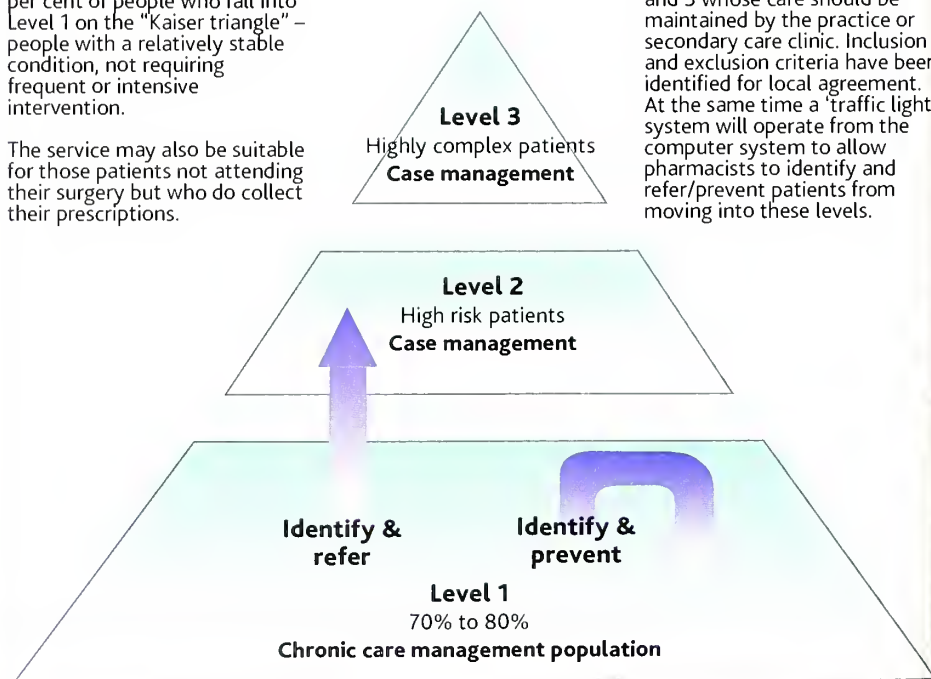 per cent of people who fall into
Level 1 on the “Kaiser triangle” –
people with a relatively stable
condition, not requiring
frequent or intensive
intervention.
The service may also be suitable
for those patients not attending
their surgery but who do collect
their prescriptions.
and 3 whose care should be
maintained by the practice or
secondary care clinic. Inclusion
and exclusion criteria have been
identified for local agreement.
At the same time a ‘traffic light
system will operate from the
computer system to allow
pharmacists to identify and
refer/prevent patients from
moving into these levels.
Level 3
Highly complex patients
Case management
Level 2
High risk patients
Case management
Identify &
refer
Identify &
prevent
Level 1
70% to 80%
Chronic care management population